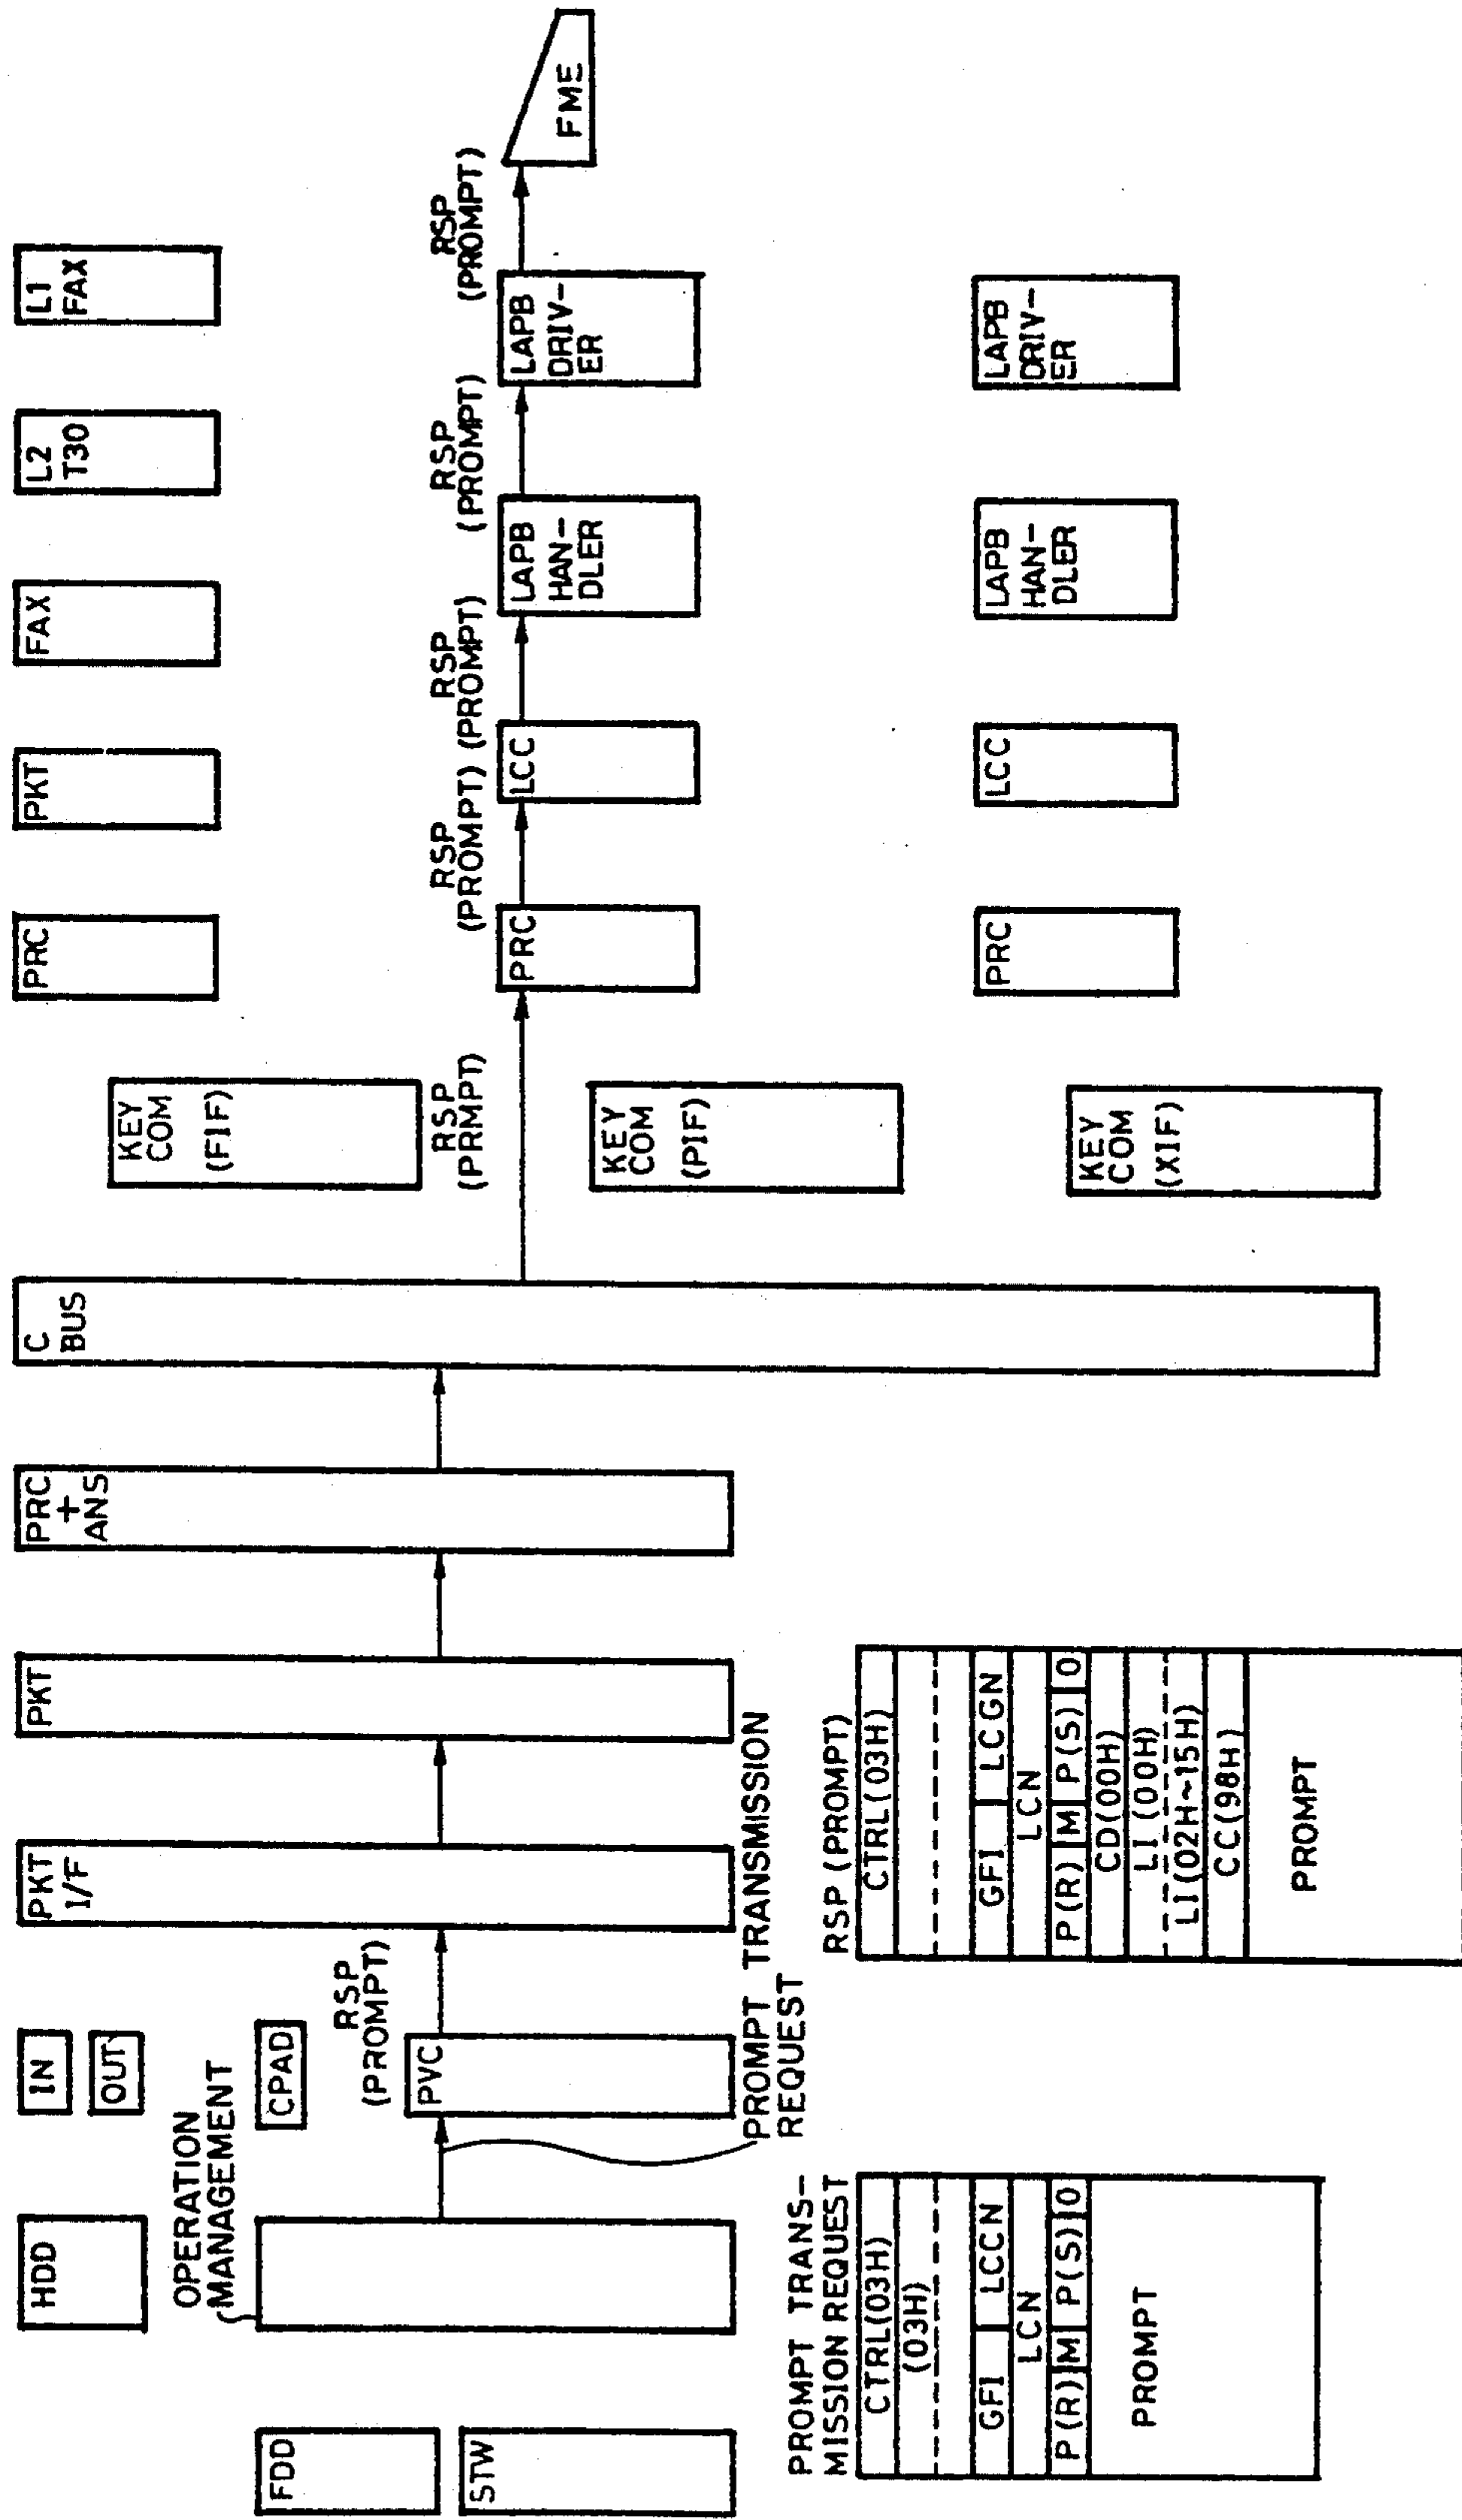 HDD
IN
OUT
PKT
I/F
PKT
PRC
+
ANS
C
BUS
PRC
PKT
FAX
L2
T30
L1
FAX
OPERATION
MANAGEMENT
CPAD
KEY
COM
(FIF)
FDD
STW
RSP
(PROMPT)
PVC
RSP
(PRMPT)
RSP
(PROMPT)
RSP
(PROMPT)
RSP
(PROMPT)
RSP
(PROMPT)
PRC
LCC
LAPB
HAN-
DLER
LAPB
DRIV-
ER
FME
KEY
COM
(PIF)
PROMPT TRANSMISSION
REQUEST
PRC
LCC
LAPB
HAN-
DLER
LAPB
DRIV-
ER
KEY
COM
(XIF)
PROMPT TRANS-
MISSION REQUEST
CTRL(03H)
(03H)
GFI LCCN
LCN
P(R) M P(S) 0
PROMPT
RSP (PROMPT)
CTRL(03H)
GFI LCGN
LCN
P(R) M P(S) 0
CD(00H)
LI(00H)
LI(02H~15H)
CC(98H)
PROMPT